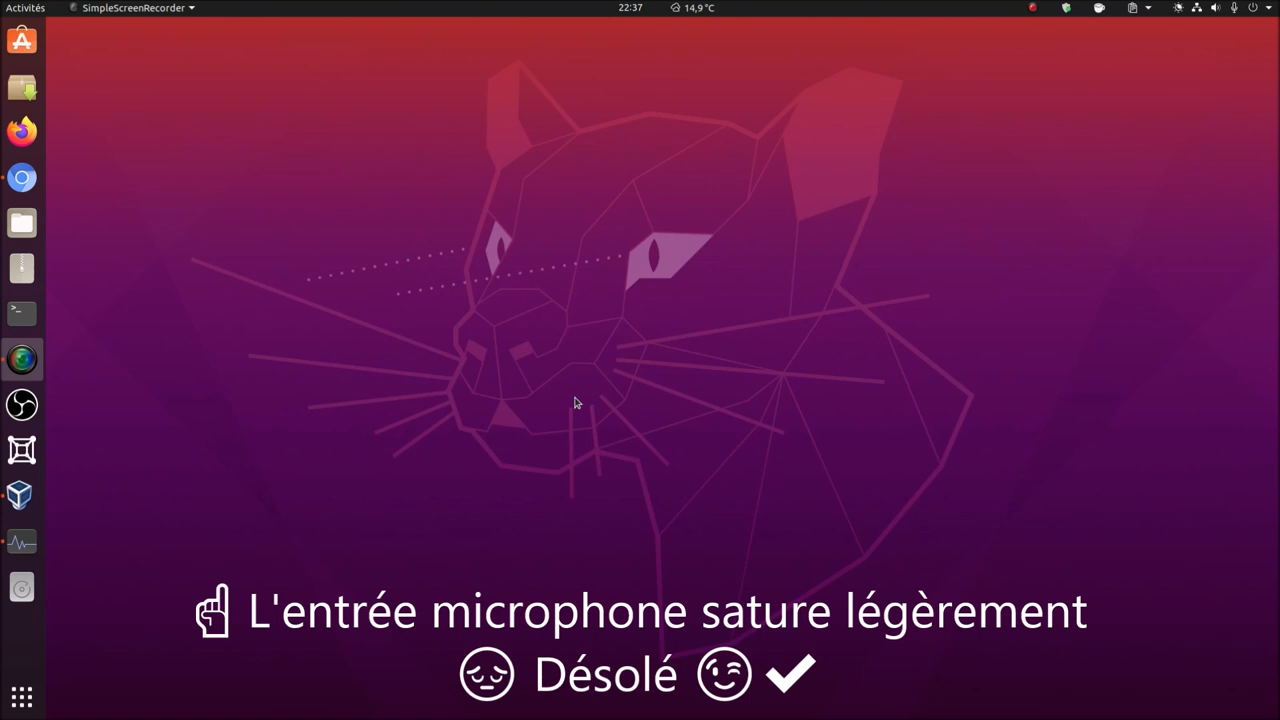 Activités SimpleScreenRecorder 22:37 14,9 °C
☝ L'entrée microphone sature légèrement
😔 Désolé 😉 ✔